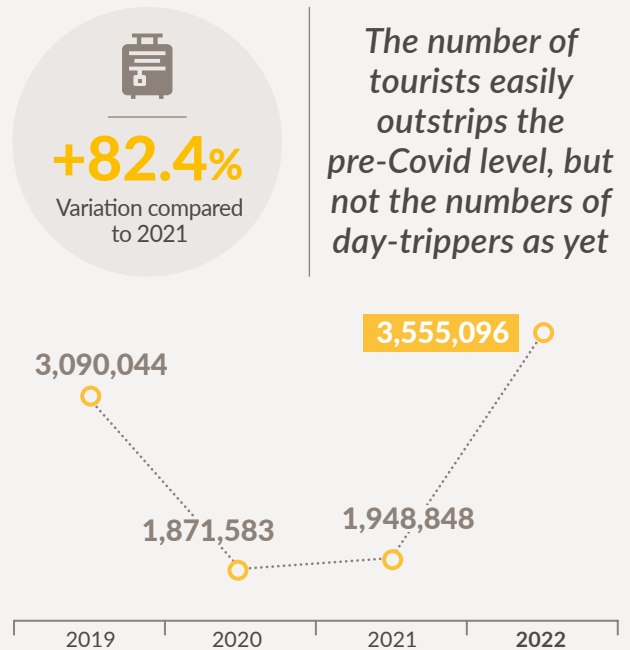 +82.4%
Variation compared
to 2021
The number of
tourists easily
outstrips the
pre-Covid level, but
not the numbers of
day-trippers as yet
3,555,096
3,090,044
1,871,583
1,948,848
2019 2020 2021 2022